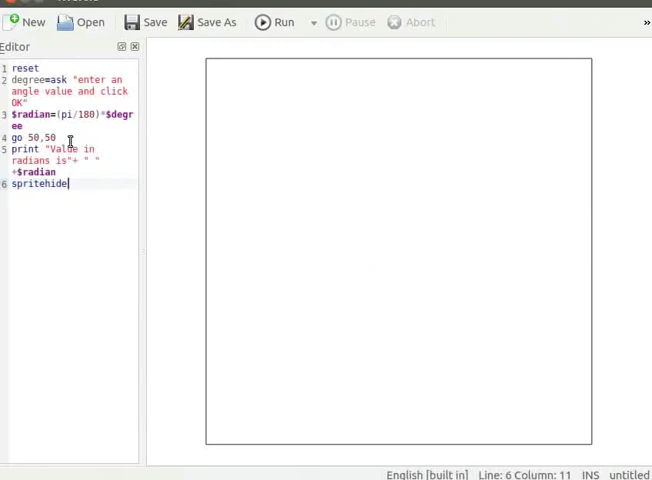 New Open Save Save As Run Pause Abort »
Editor
1 reset
2 degree=ask "enter an
angle value and click
OK"
3 $radian=(pi/180)*$degr
ee
4 go 50,50
5 print "Value in
radians is"+ " "
+$radian
6 spritehide
English [built in] Line: 6 Column: 11 INS untitled